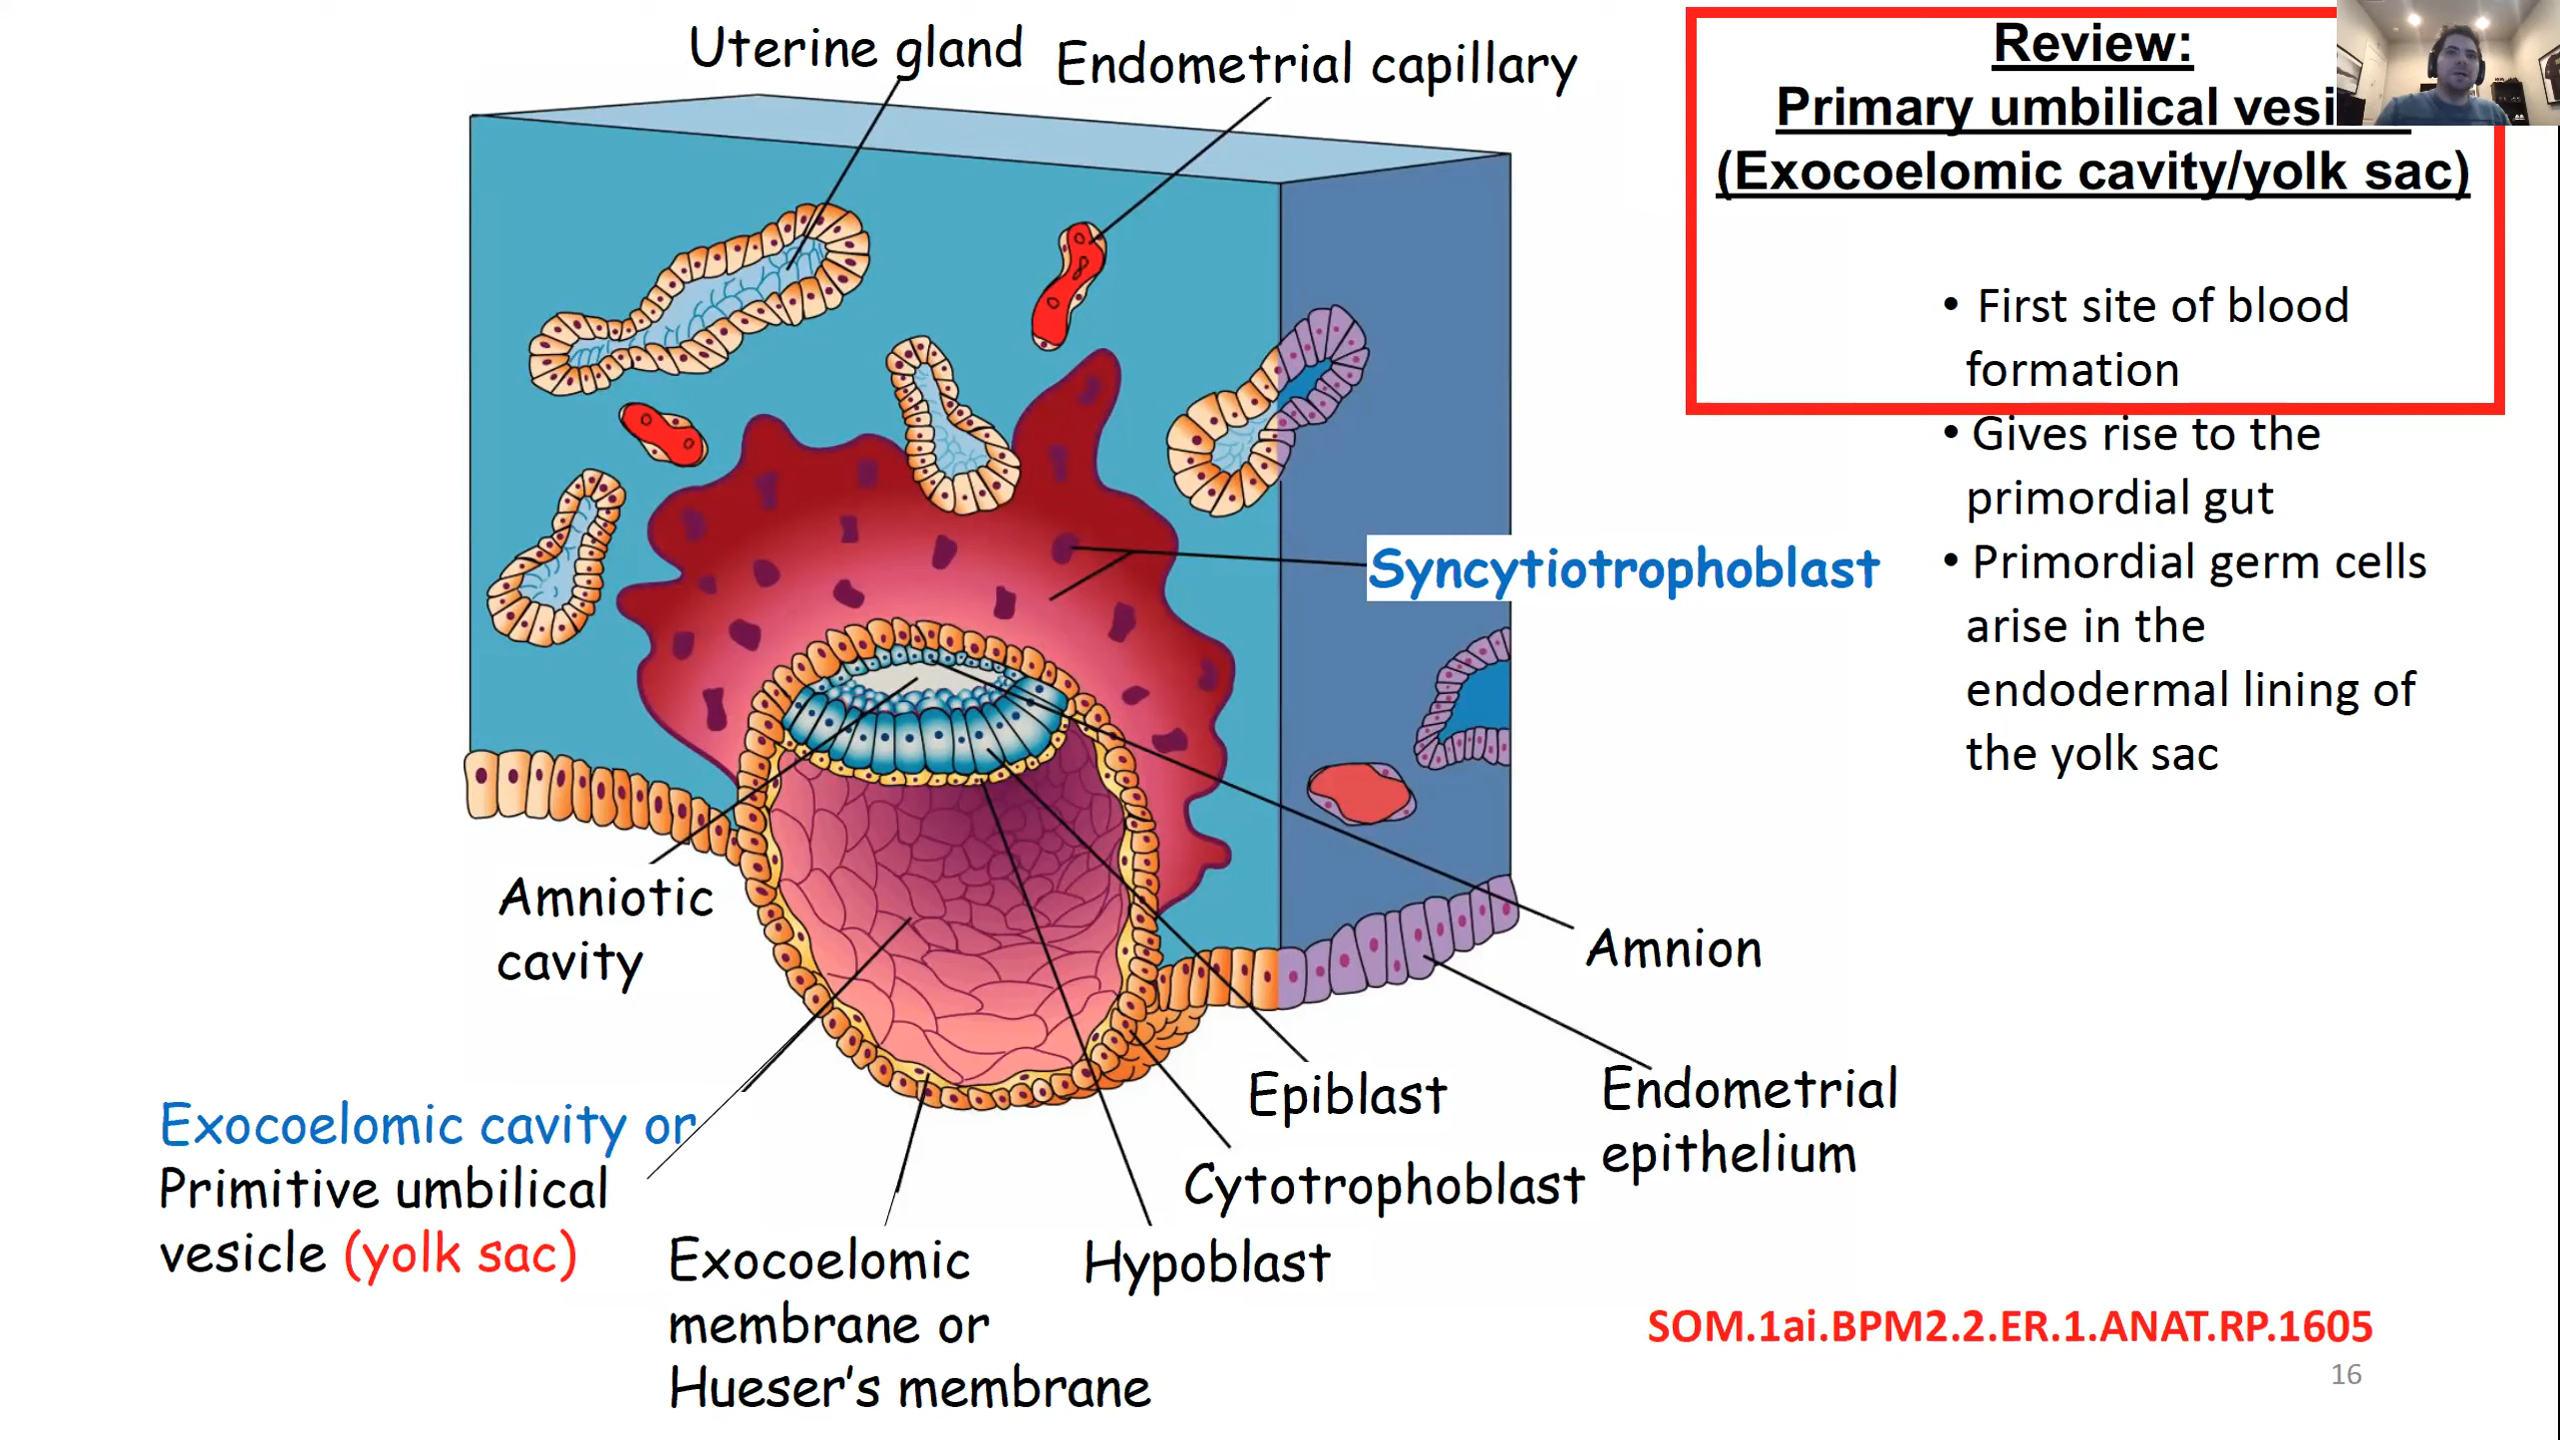 Uterine gland
Endometrial capillary
Review:
Primary umbilical vesi
(Exocoelomic cavity/yolk sac)
• First site of blood
formation
• Gives rise to the
primordial gut
• Primordial germ cells
arise in the
endodermal lining of
the yolk sac
Syncytiotrophoblast
Amniotic
cavity
Amnion
Exocoelomic cavity or
Primitive umbilical
vesicle (yolk sac)
Epiblast
Endometrial
epithelium
Cytotrophoblast
Exocoelomic
membrane or
Hueser's membrane
Hypoblast
SOM.1ai.BPM2.2.ER.1.ANAT.RP.1605
16